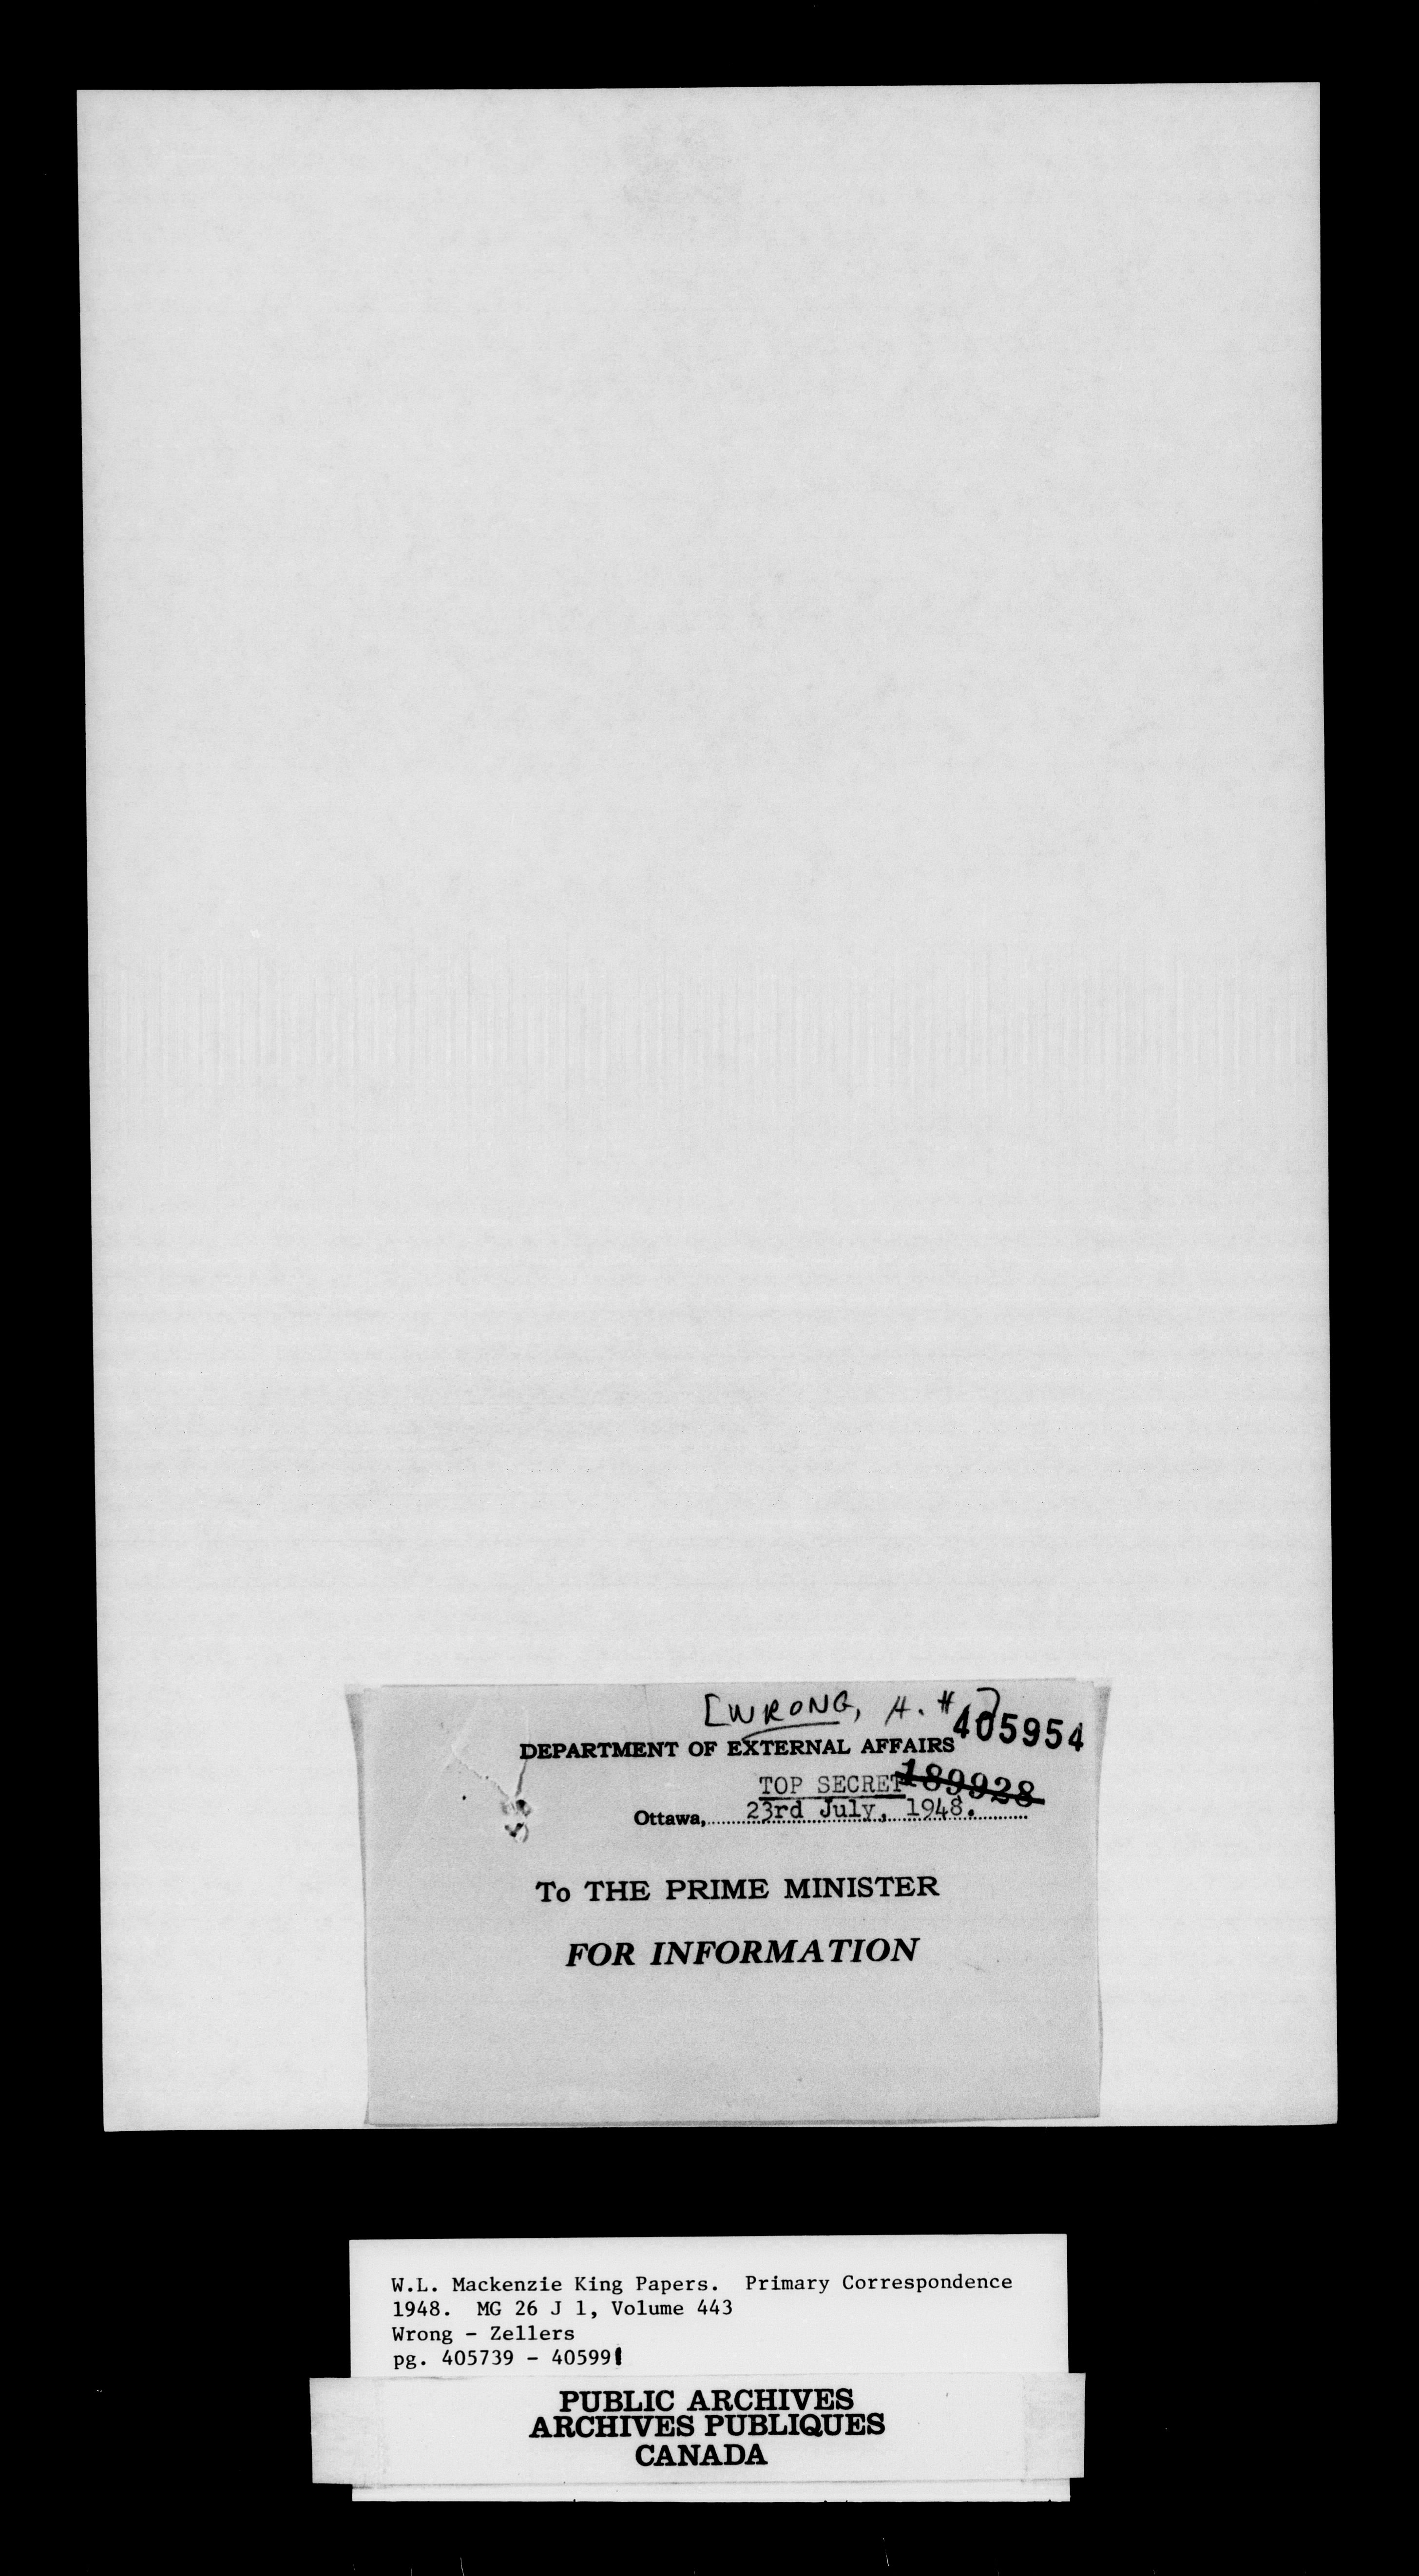 [WRONG, H. H.]
405954
DEPARTMENT OF EXTERNAL AFFAIRS
TOP SECRET
189928
Ottawa, 23rd July, 1948.
To THE PRIME MINISTER
FOR INFORMATION
W.L. Mackenzie King Papers. Primary Correspondence
1948. MG 26 J 1, Volume 443
Wrong - Zellers
pg. 405739 - 405991
PUBLIC ARCHIVES
ARCHIVES PUBLIQUES
CANADA